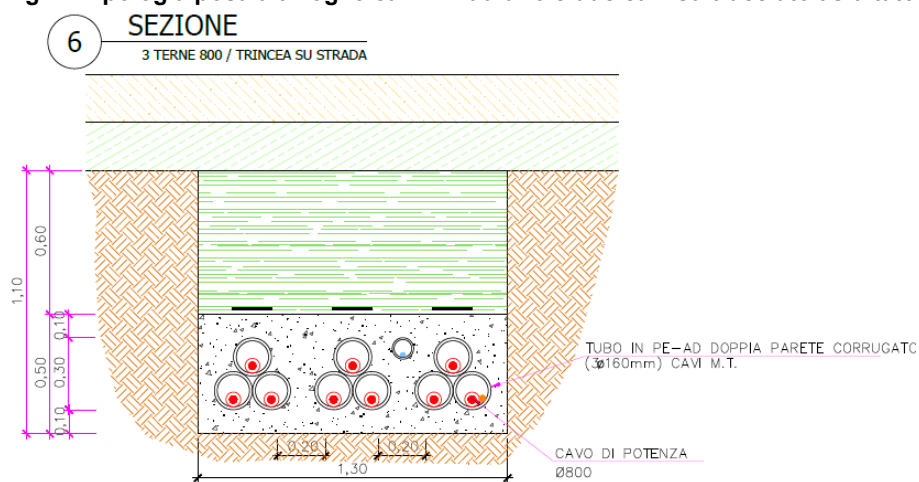 6
SEZIONE
3 TERNE 800 / TRINCEA SU STRADA
1,10
0,60
0,50
0,10
0,30
0,10
0,20
0,20
1,30
TUBO IN PE-AD DOPPIA PARETE CORRUGATO
(3ø160mm) CAVI M.T.
CAVO DI POTENZA
Ø800